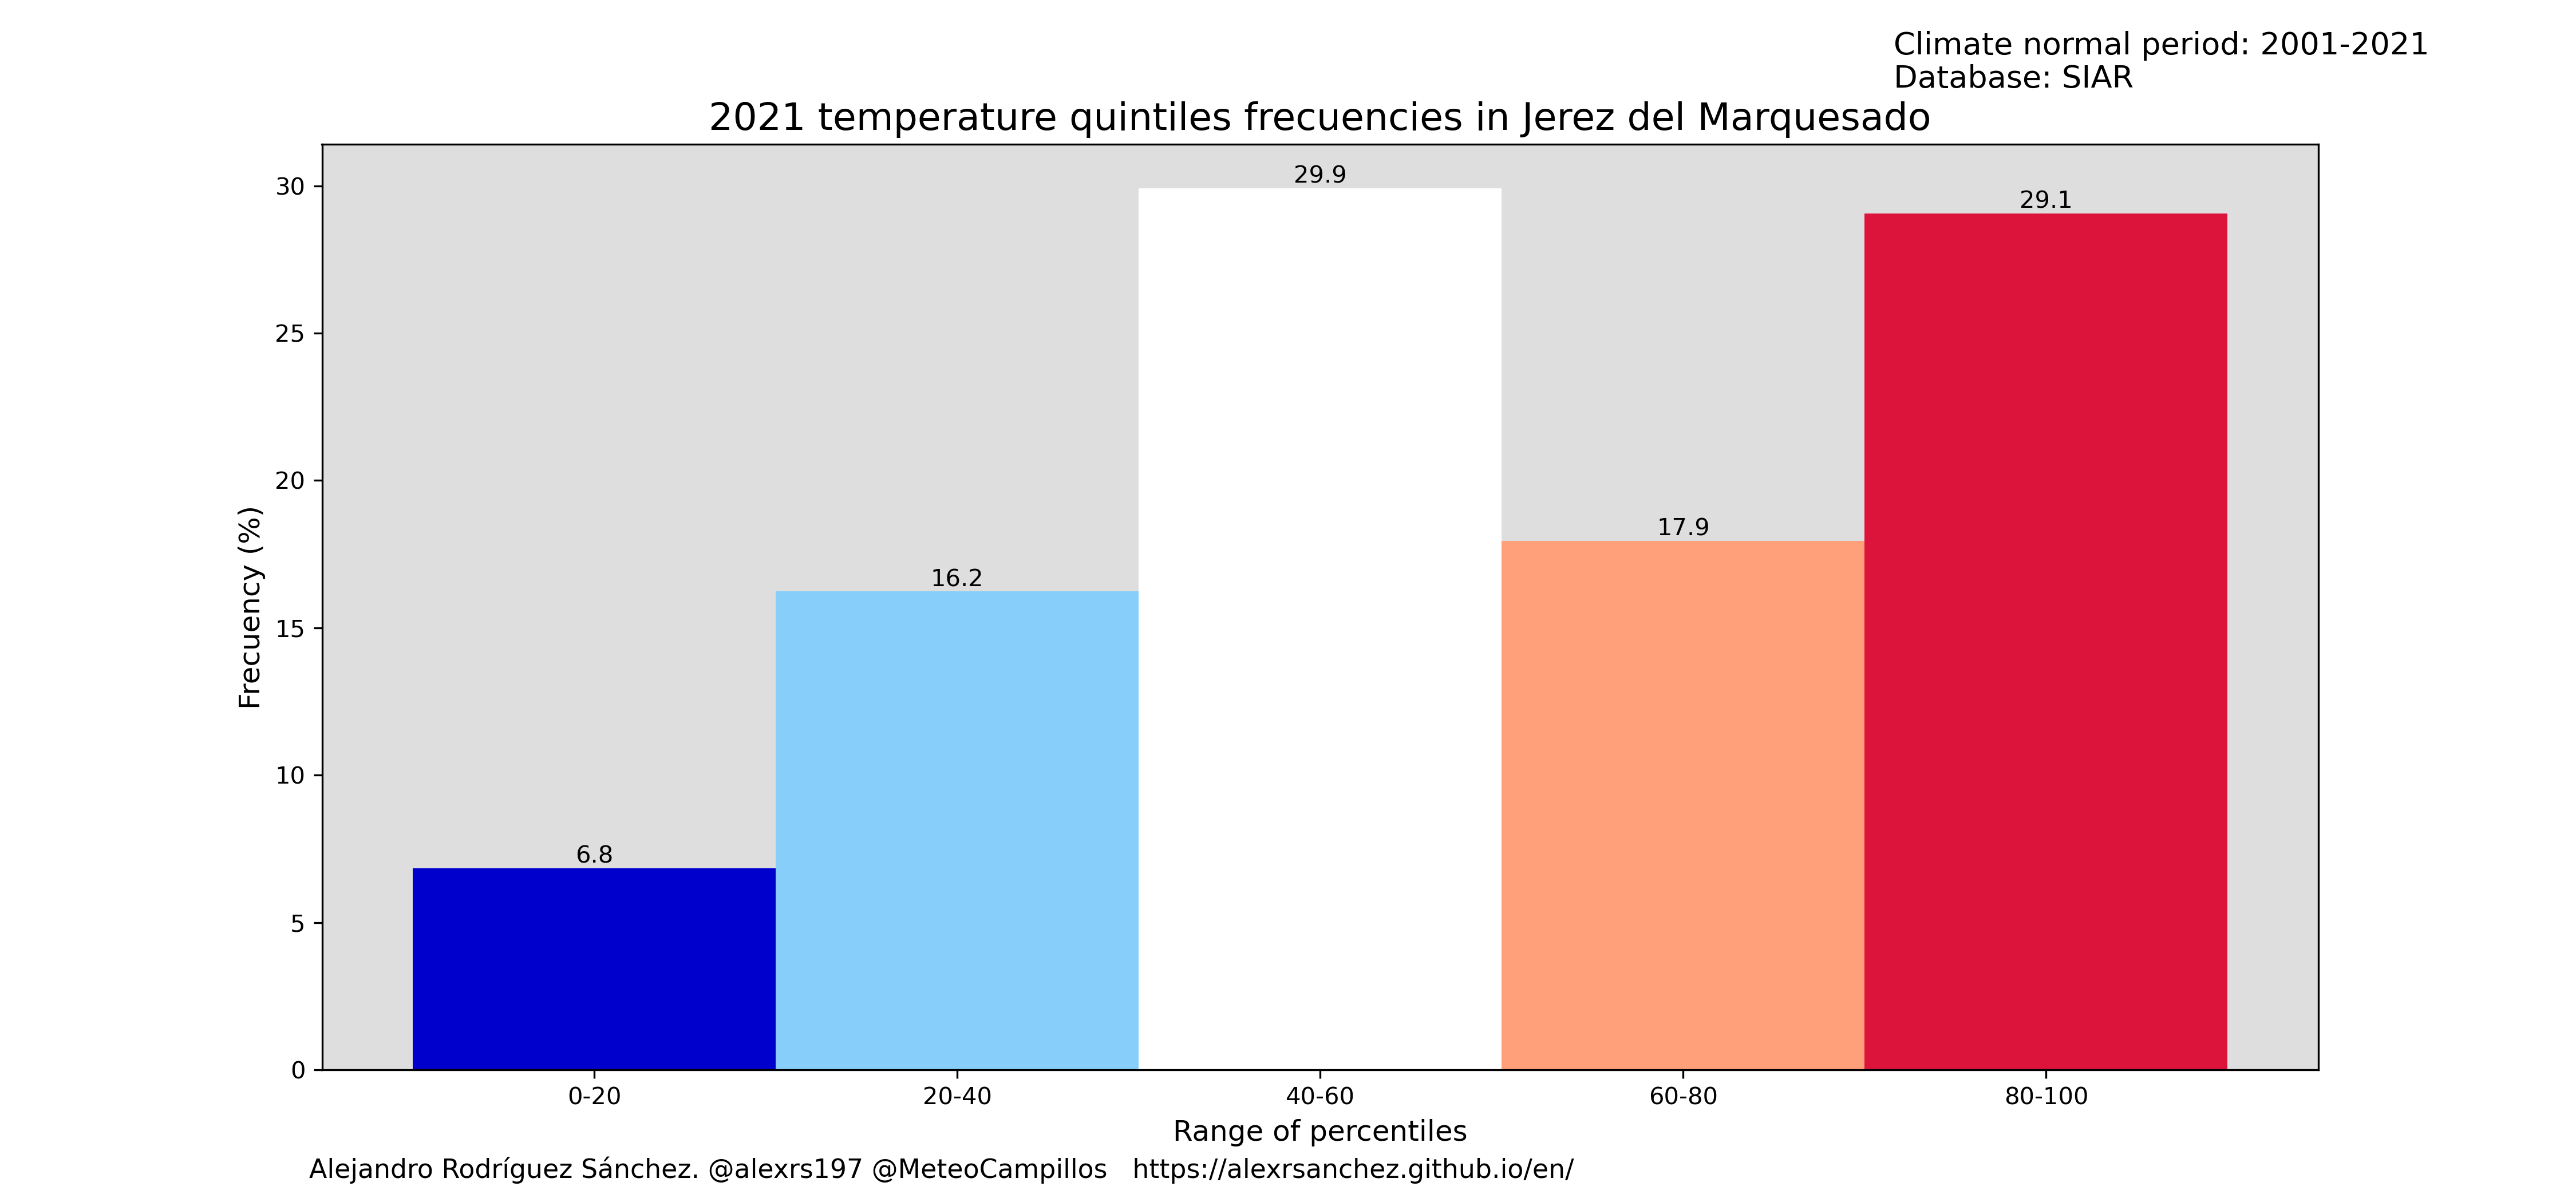 Climate normal period: 2001-2021
Database: SIAR
2021 temperature quintiles frecuencies in Jerez del Marquesado
29.9
30
29.1
25
20
17.9
16.2
15
10
6.8
5
0
Frecuency (%)
0-20 20-40 40-60 60-80 80-100
Range of percentiles
Alejandro Rodríguez Sánchez. @alexrs197 @MeteoCampillos https://alexrsanchez.github.io/en/